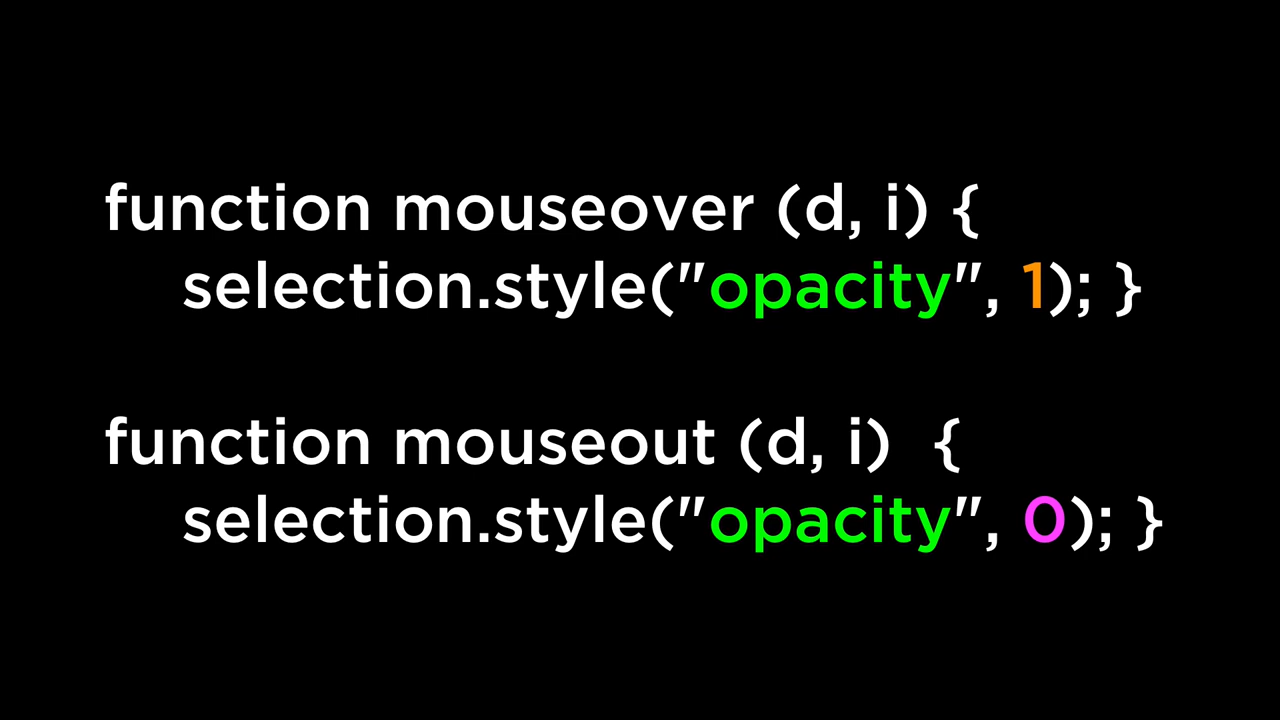 function mouseover (d, i) {
selection.style("opacity", 1); }
function mouseout (d, i)  {
selection.style("opacity", 0); }